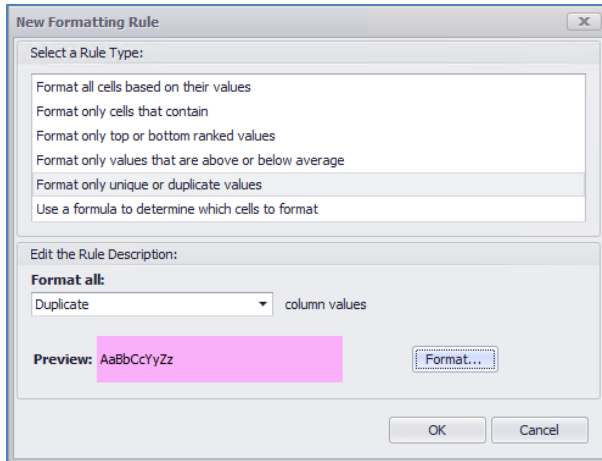 New Formatting Rule
Select a Rule Type:
Format all cells based on their values
Format only cells that contain
Format only top or bottom ranked values
Format only values that are above or below average
Format only unique or duplicate values
Use a formula to determine which cells to format
Edit the Rule Description:
Format all:
Duplicate column values
Preview: AaBbCcYyZz Format...
OK Cancel